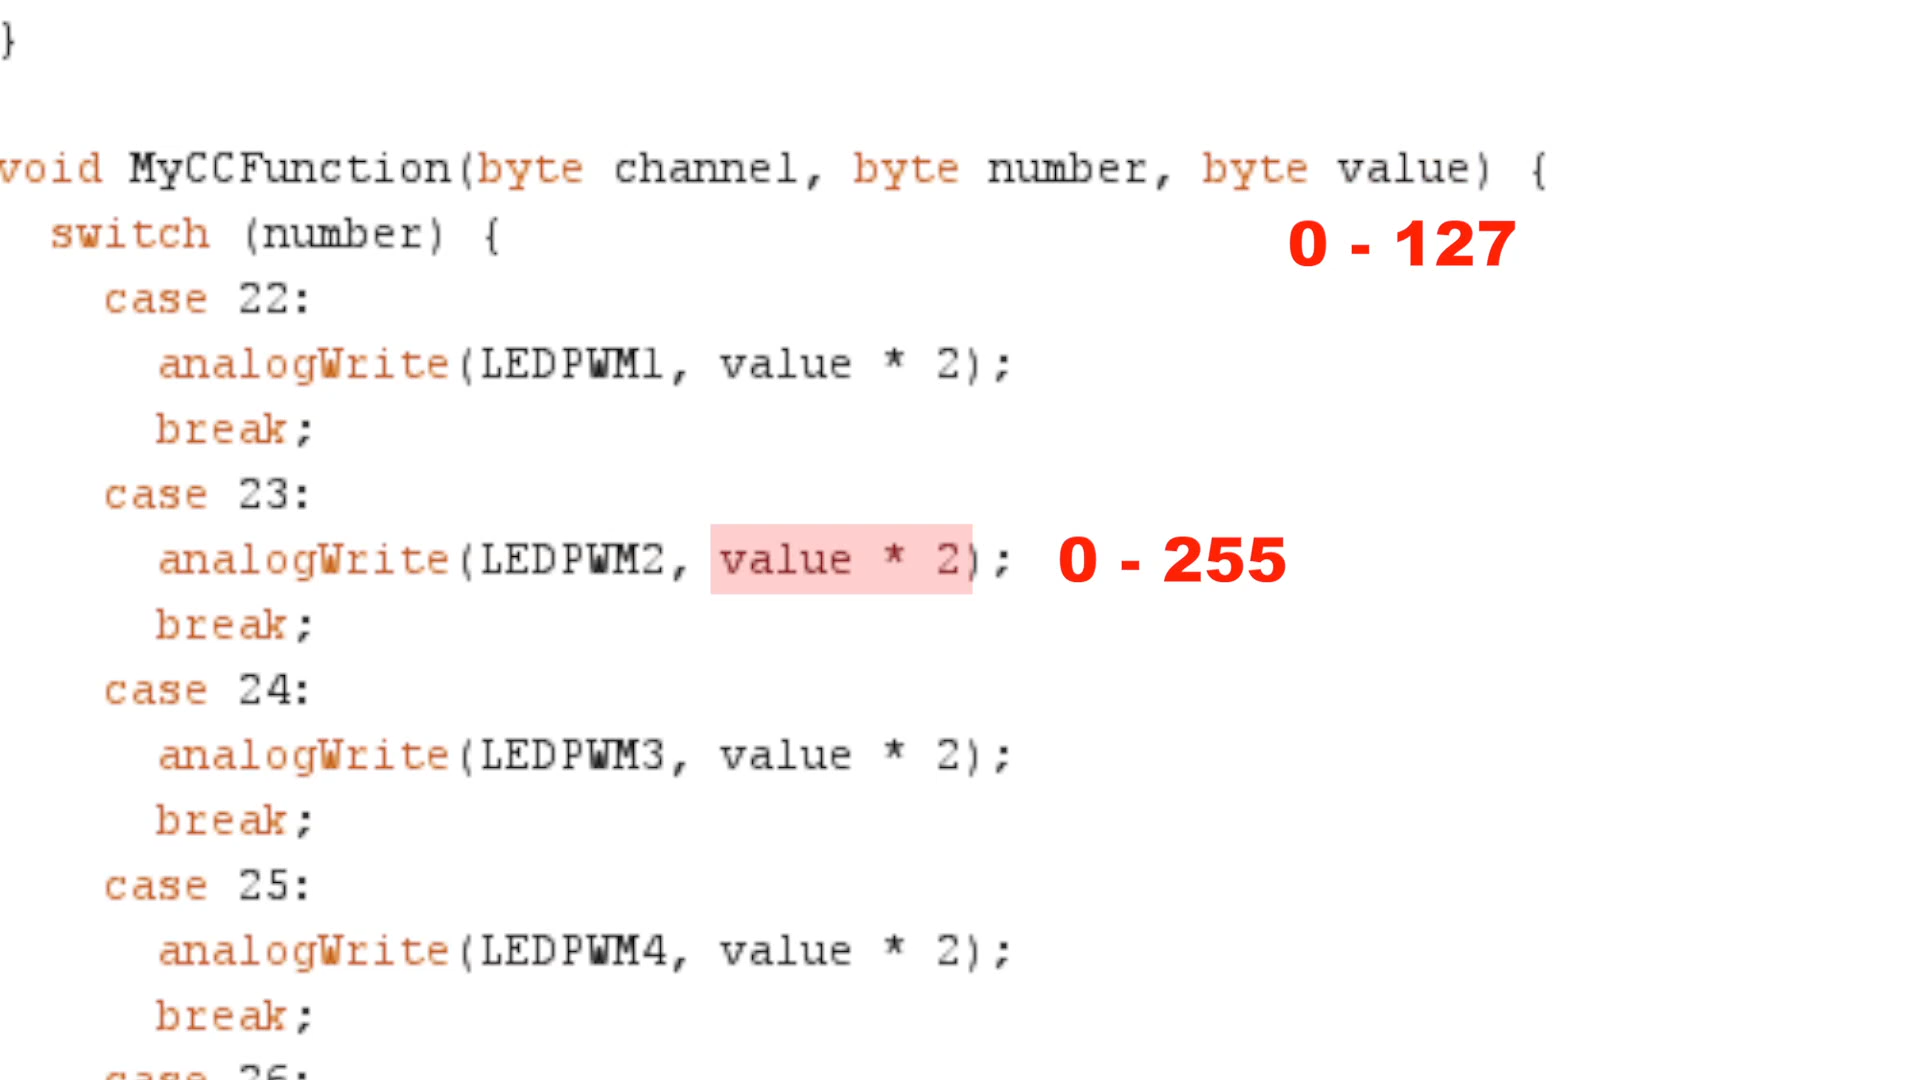 }
void MyCCFunction(byte channel, byte number, byte value) {
switch (number) {
0 - 127
case 22:
analogWrite(LEDPWM1, value * 2);
break;
case 23:
analogWrite(LEDPWM2, value * 2); 0 - 255
break;
case 24:
analogWrite(LEDPWM3, value * 2);
break;
case 25:
analogWrite(LEDPWM4, value * 2);
break;
case 26: